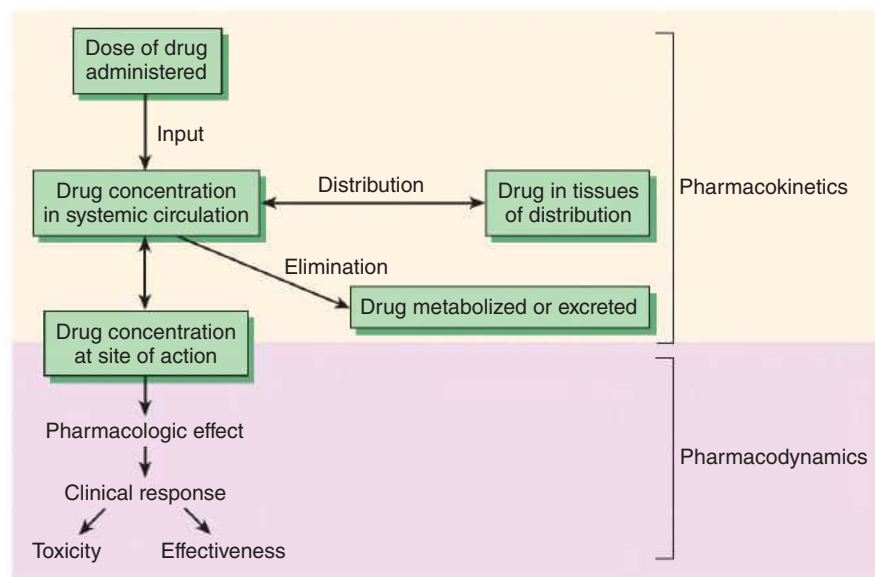 Dose of drug
administered
Input
Drug concentration
in systemic circulation
Distribution
Drug in tissues
of distribution
Pharmacokinetics
Elimination
Drug metabolized or excreted
Drug concentration
at site of action
Pharmacologic effect
Pharmacodynamics
Clinical response
Toxicity
Effectiveness